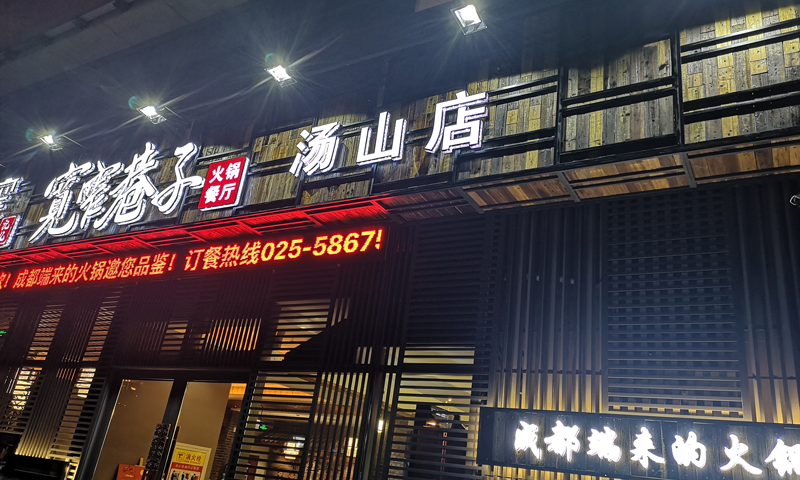 宽窄巷子
火锅
餐厅
汤山店
成都端来的火锅邀您品鉴！订餐热线025-5867!
成都端来的火锅